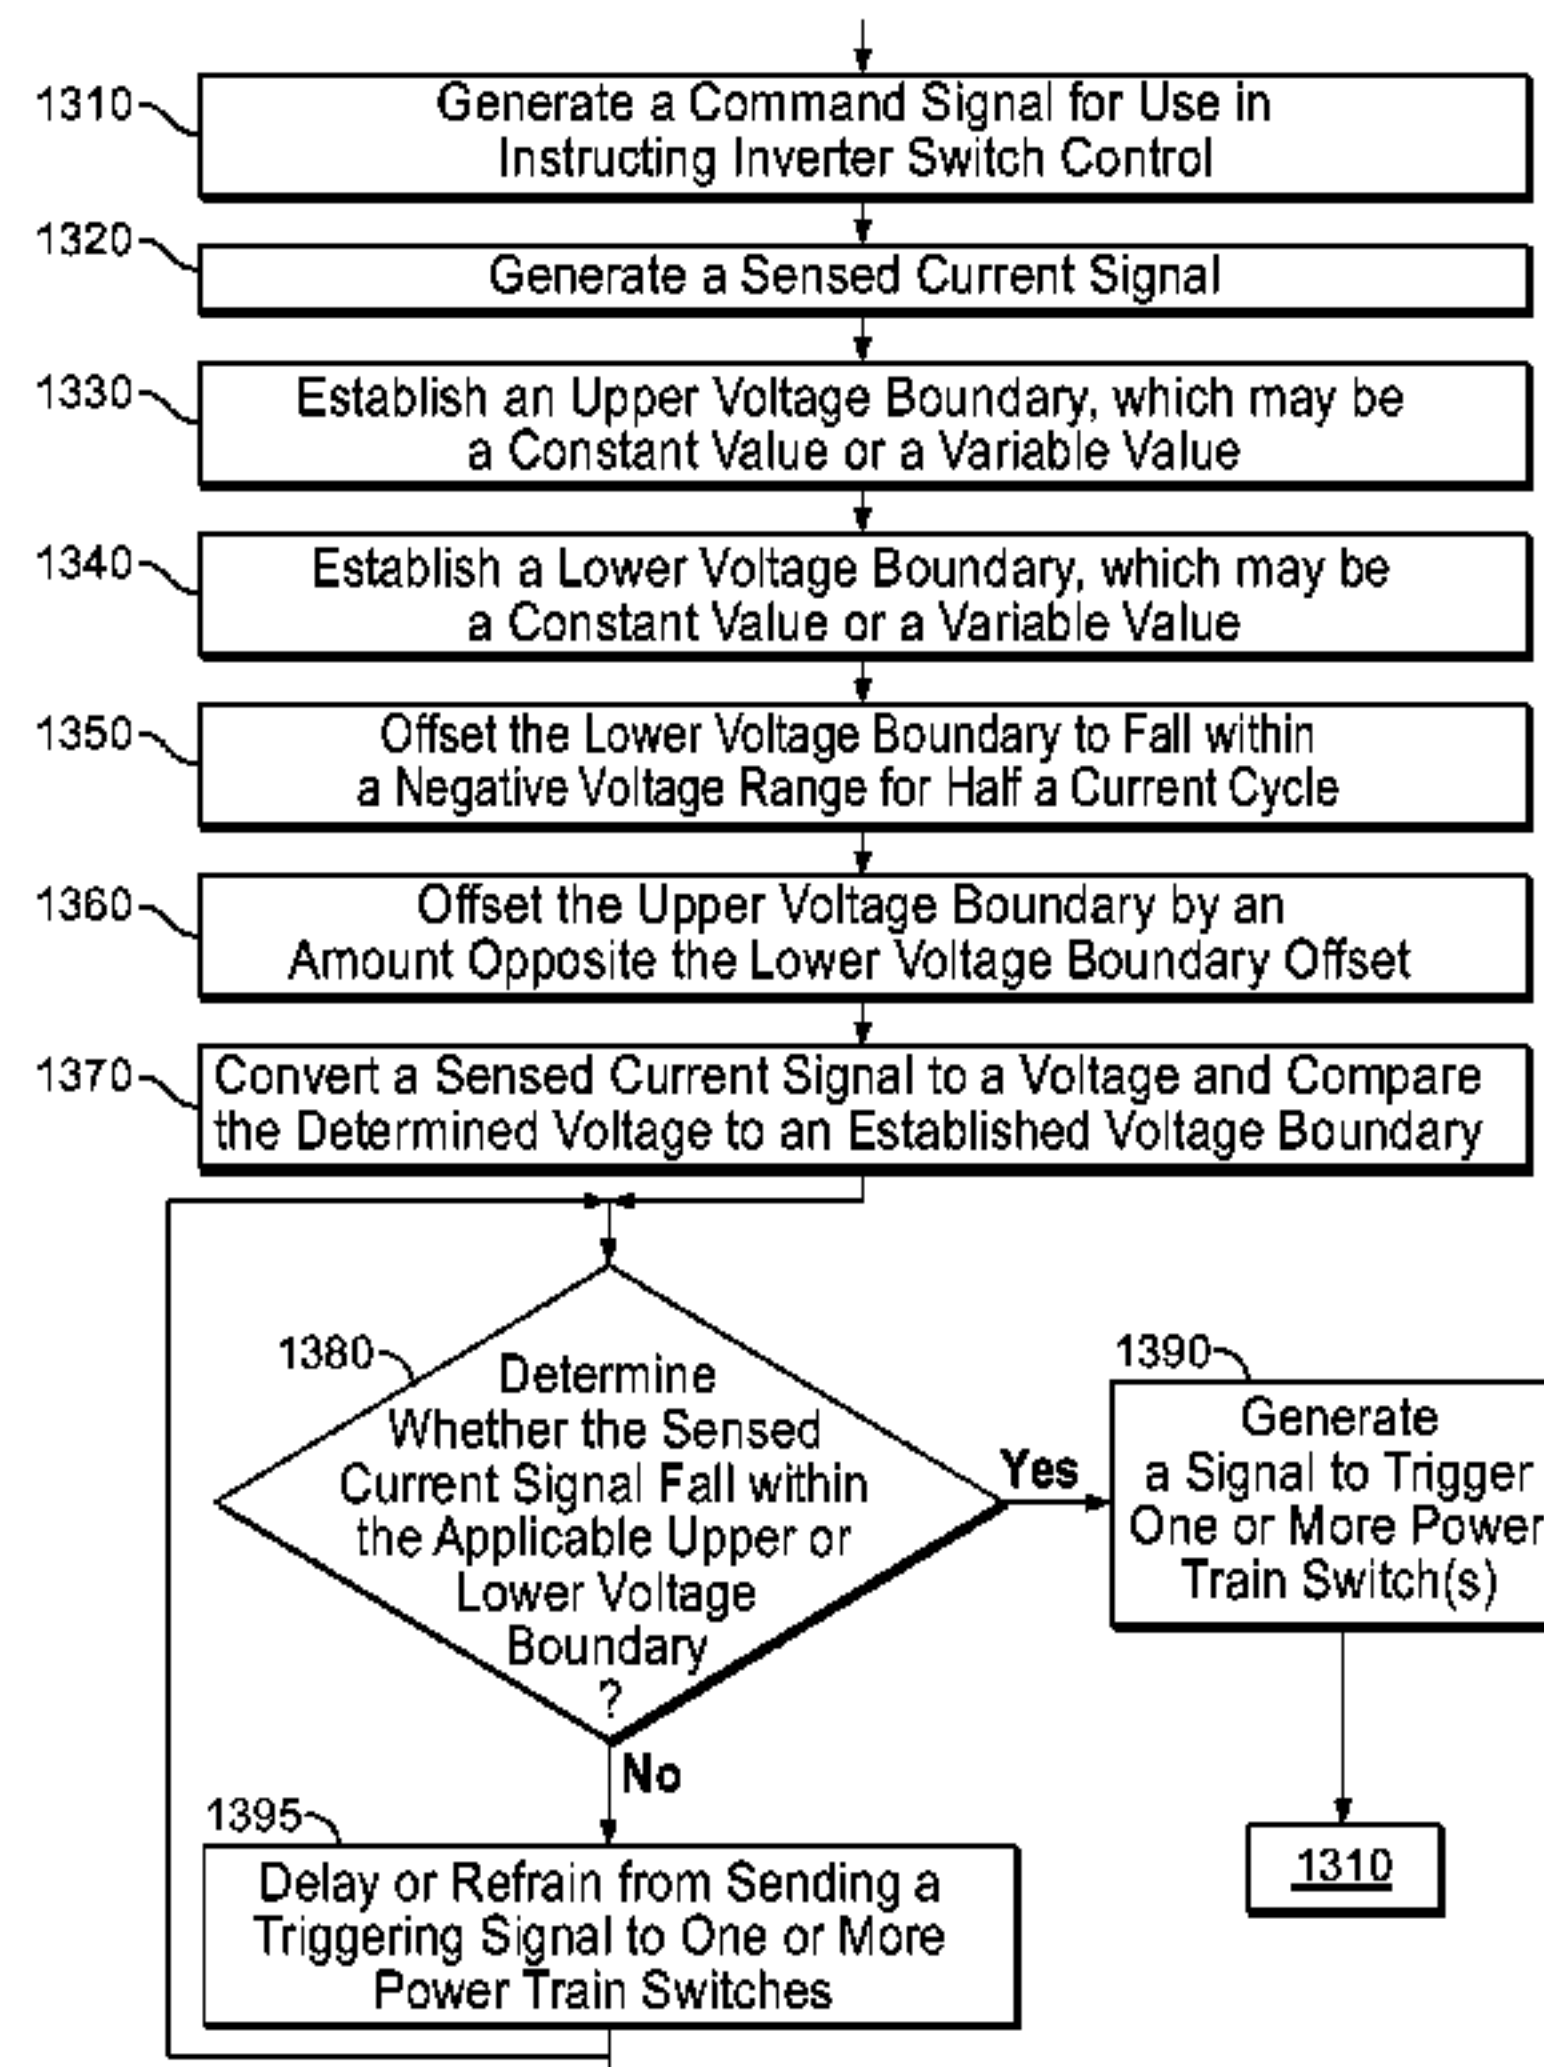 1310
Generate a Command Signal for Use in
Instructing Inverter Switch Control
1320
Generate a Sensed Current Signal
1330
Establish an Upper Voltage Boundary, which may be
a Constant Value or a Variable Value
1340
Establish a Lower Voltage Boundary, which may be
a Constant Value or a Variable Value
1350
Offset the Lower Voltage Boundary to Fall within
a Negative Voltage Range for Half a Current Cycle
1360
Offset the Upper Voltage Boundary by an
Amount Opposite the Lower Voltage Boundary Offset
1370
Convert a Sensed Current Signal to a Voltage and Compare
the Determined Voltage to an Established Voltage Boundary
1380
Determine
Whether the Sensed
Current Signal Fall within
the Applicable Upper or
Lower Voltage
Boundary
?
Yes
1390
Generate
a Signal to Trigger
One or More Power
Train Switch(s)
No
1310
1395
Delay or Refrain from Sending a
Triggering Signal to One or More
Power Train Switches